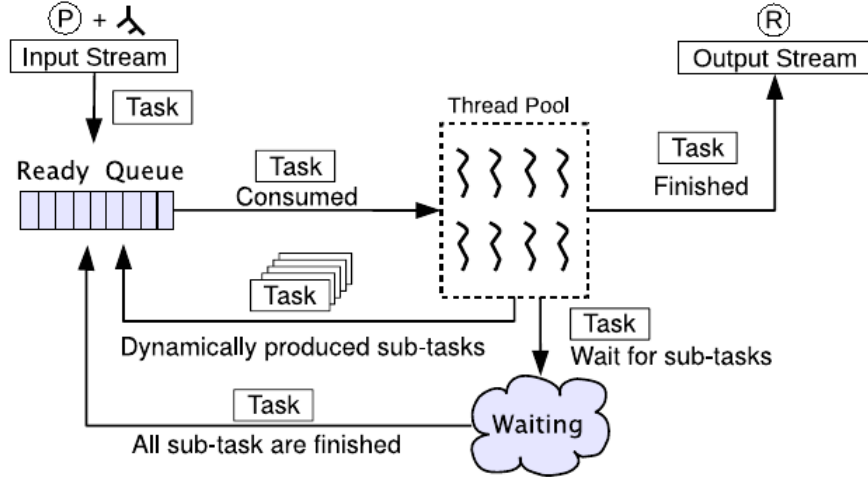 P + 
Input Stream
Task
Ready Queue
Task
Consumed
Thread Pool
Task
Finished
R
Output Stream
Task
Dynamically produced sub-tasks
Task
Wait for sub-tasks
Waiting
Task
All sub-task are finished